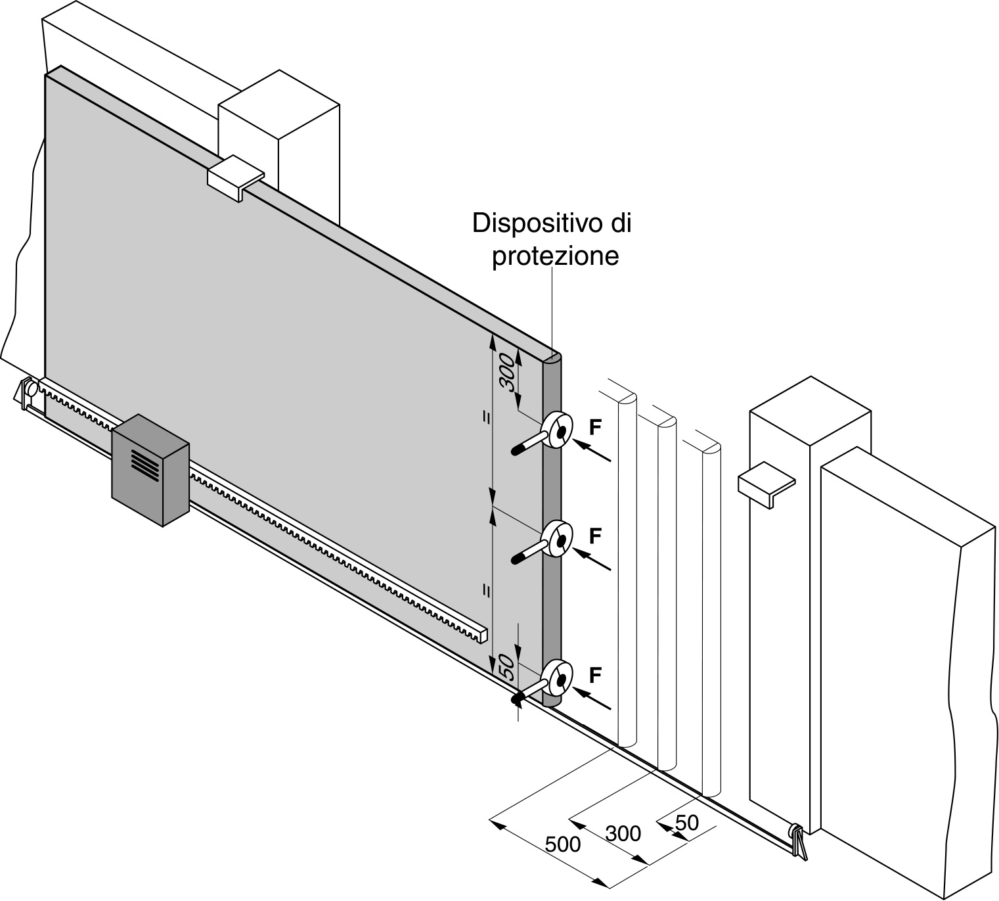 Dispositivo di
protezione
300
=
F
F
=
50
F
50
300
500